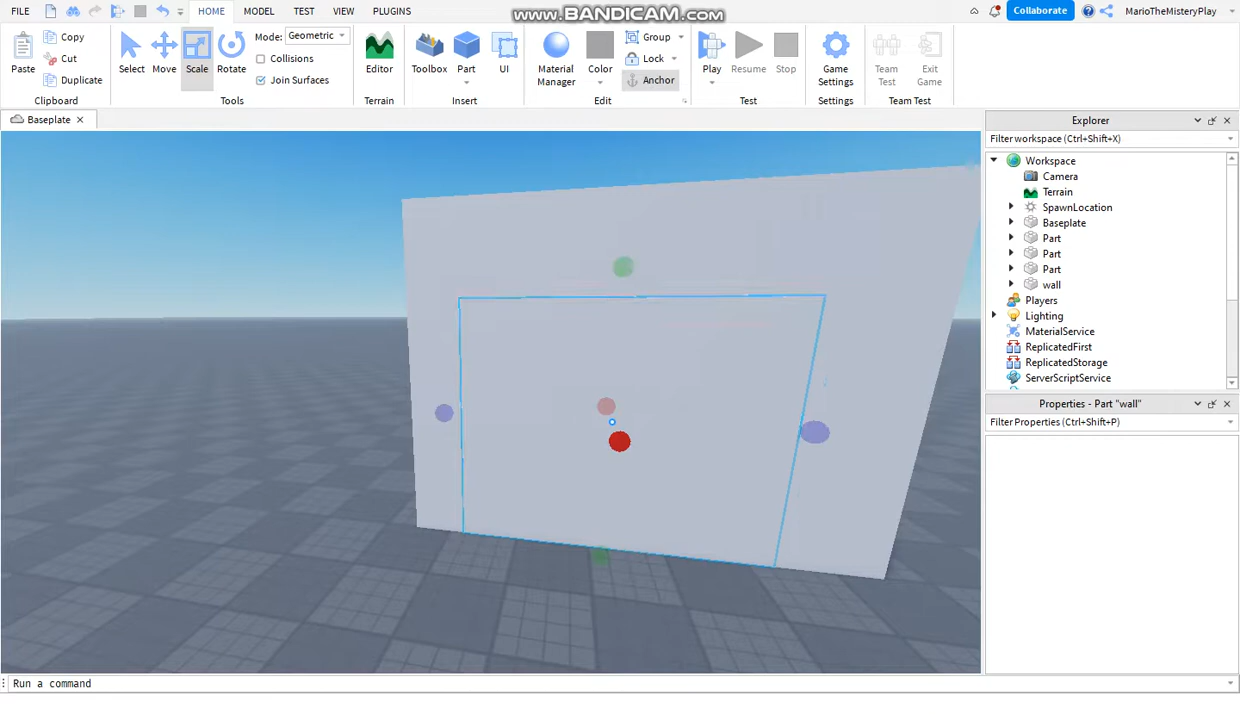 FILE HOME MODEL TEST VIEW PLUGINS
www.BANDICAM.com
Collaborate MarioTheMisteryPlay
Paste Copy Cut Duplicate
Clipboard
Select Move Scale Rotate
Mode: Geometric
Collisions
Join Surfaces
Tools
Editor
Terrain
Toolbox Part UI
Insert
Material Manager Color Group Lock Anchor
Edit
Play Resume Stop
Test
Game Settings
Settings
Team Test Exit Game
Team Test
Baseplate
Explorer
Filter workspace (Ctrl+Shift+X)
Workspace
Camera
Terrain
SpawnLocation
Baseplate
Part
Part
Part
wall
Players
Lighting
MaterialService
ReplicatedFirst
ReplicatedStorage
ServerScriptService
Properties - Part "wall"
Filter Properties (Ctrl+Shift+P)
Run a command